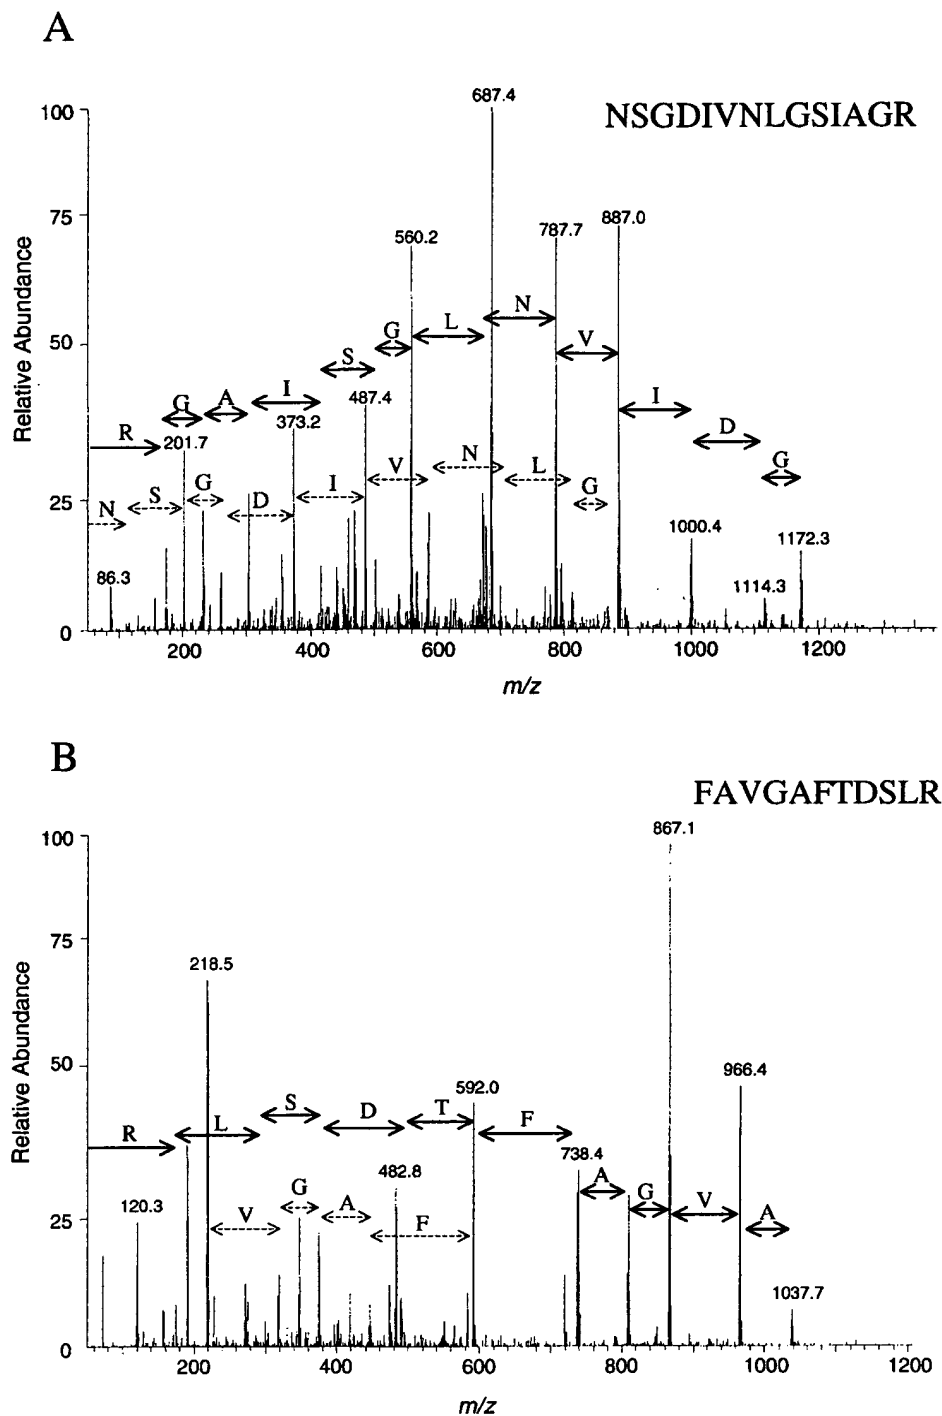 A
NSGDIVNLGSIAGR
687.4
100
887.0
787.7
560.2
75
Relative Abundance
N
L
G
V
50
S
I
A
G
I
487.4
373.2
R
201.7
D
G
N
V
I
L
G
S
G
D
N
25
1000.4
1172.3
86.3
1114.3
0
200 400 600 800 1000 1200
m/z
B
FAVGAFTDSLR
867.1
100
75
218.5
Relative Abundance
50
966.4
592.0
S
T
D
F
L
R
738.4
482.8
A
G
V
A
G
A
F
V
120.3
25
1037.7
0
200 400 600 800 1000 1200
m/z